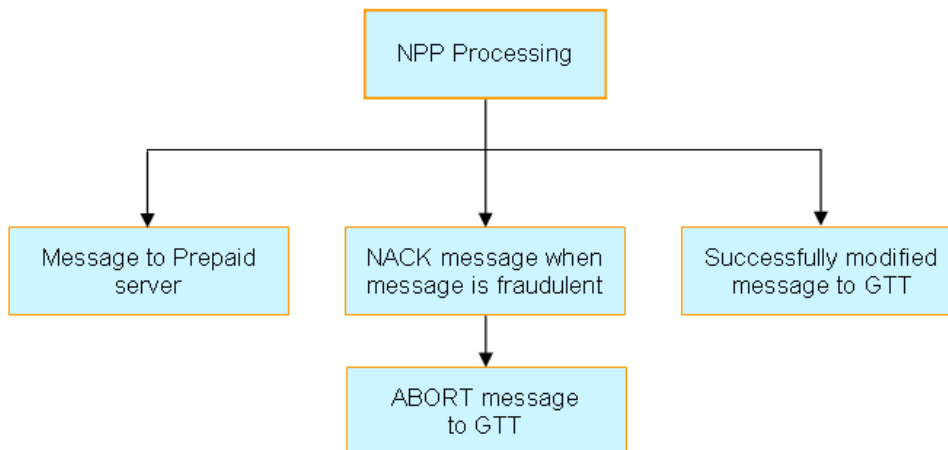 NPP Processing
Message to Prepaid
server
NACK message when
message is fraudulent
Successfully modified
message to GTT
ABORT message
to GTT